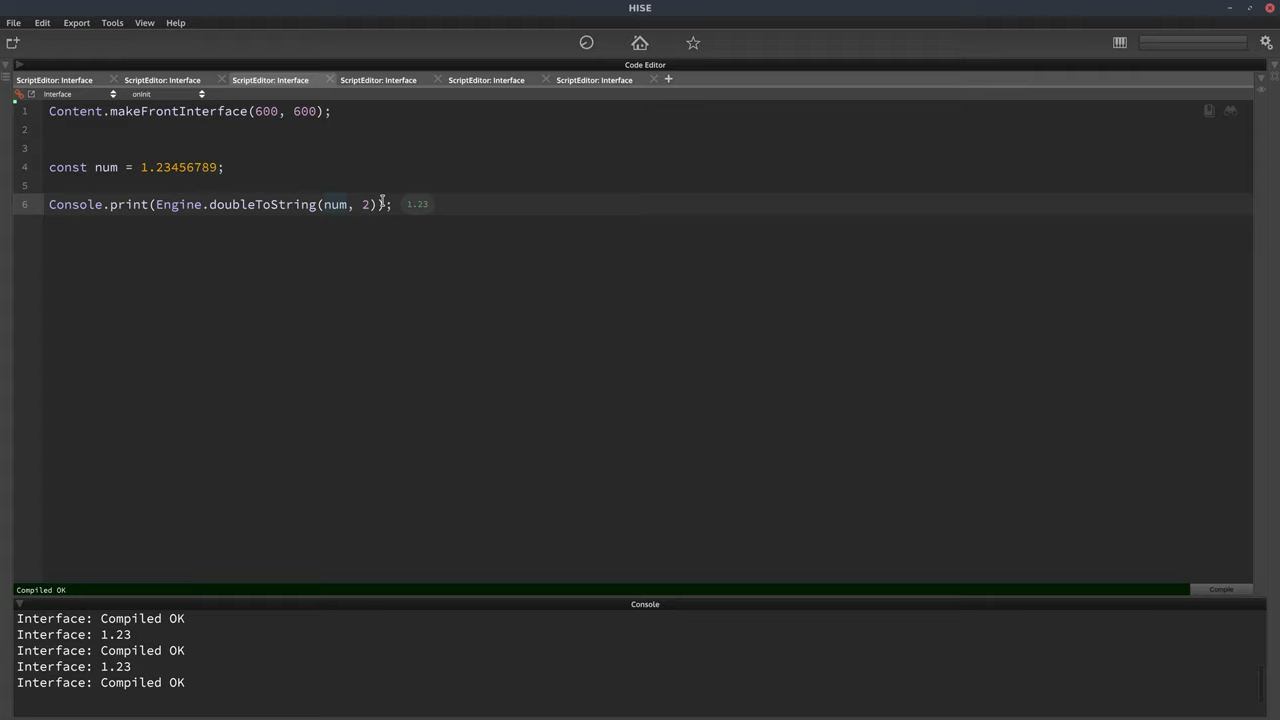 HISE
File Edit Export Tools View Help
Code Editor
ScriptEditor: Interface ScriptEditor: Interface ScriptEditor: Interface ScriptEditor: Interface ScriptEditor: Interface ScriptEditor: Interface
Interface onInit
1 Content.makeFrontInterface(600, 600);
2
3
4 const num = 1.23456789;
5
6 Console.print(Engine.doubleToString(num, 2)); 1.23
Compiled OK Compile
Console
Interface: Compiled OK
Interface: 1.23
Interface: Compiled OK
Interface: 1.23
Interface: Compiled OK